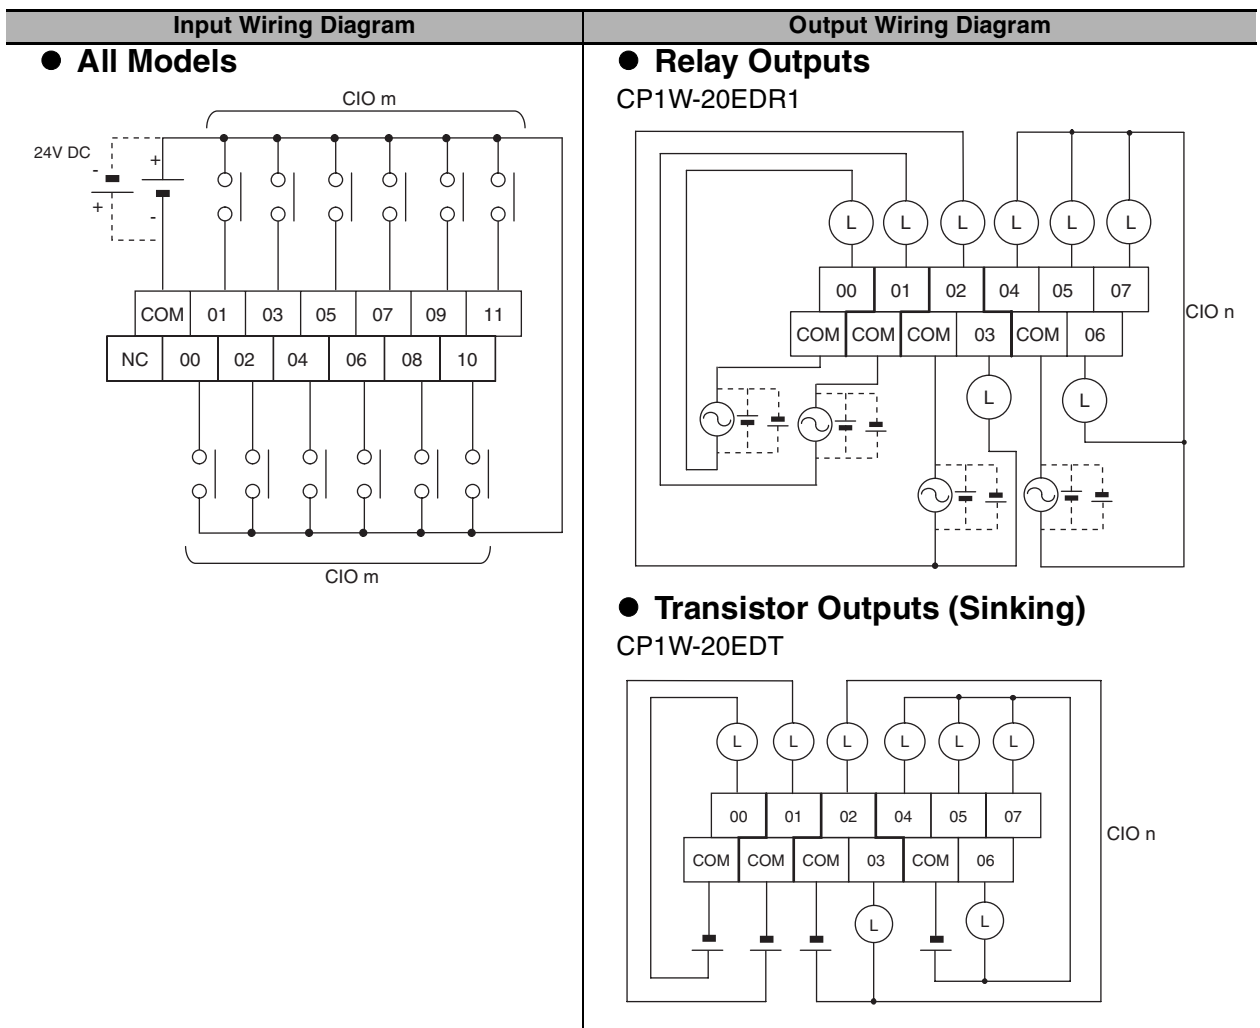 Input Wiring Diagram
Output Wiring Diagram
● All Models
CIO m
24V DC
- +
+ -
COM 01 03 05 07 09 11
NC 00 02 04 06 08 10
CIO m
● Relay Outputs
CP1W-20EDR1
L L L L L L
00 01 02 04 05 07
CIO n
COM COM COM 03 COM 06
L L
● Transistor Outputs (Sinking)
CP1W-20EDT
L L L L L L
00 01 02 04 05 07
CIO n
COM COM COM 03 COM 06
L L